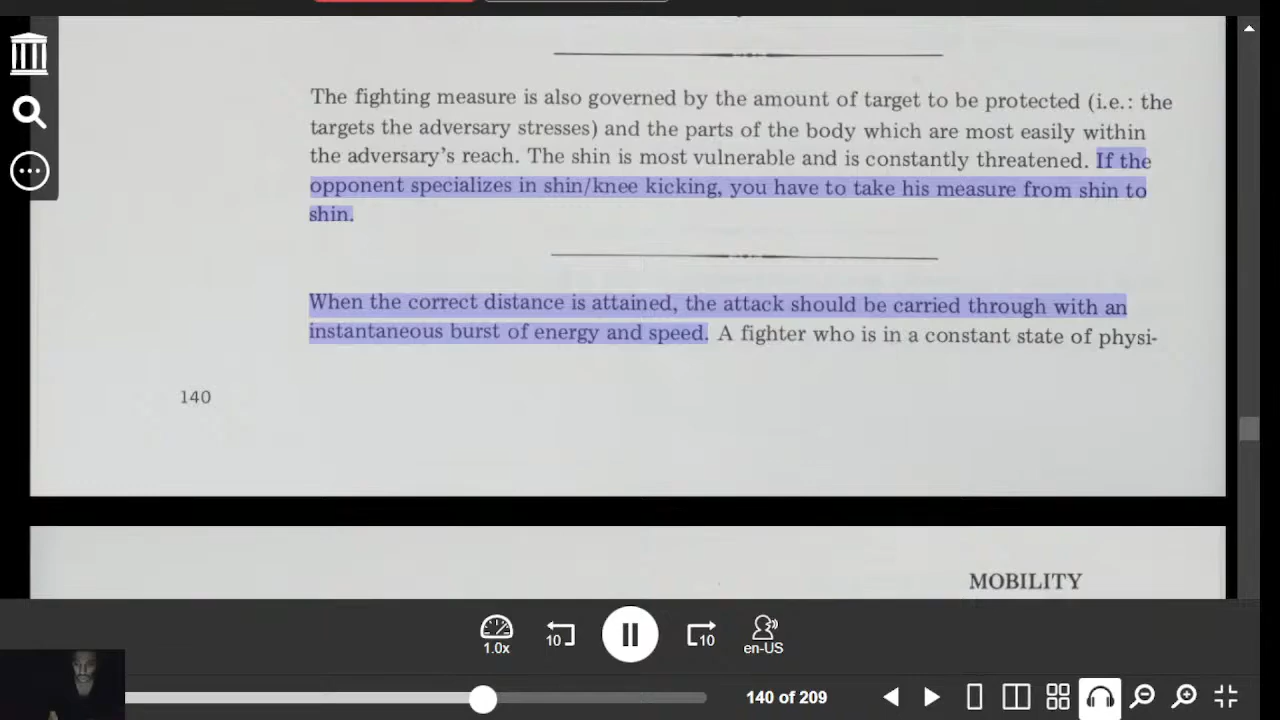 The fighting measure is also governed by the amount of target to be protected (i.e.: the
targets the adversary stresses) and the parts of the body which are most easily within
the adversary's reach. The shin is most vulnerable and is constantly threatened. If the
opponent specializes in shin/knee kicking, you have to take his measure from shin to
shin.
When the correct distance is attained, the attack should be carried through with an
instantaneous burst of energy and speed. A fighter who is in a constant state of physi-
140
MOBILITY
10
10
1.0x
en-US
140 of 209